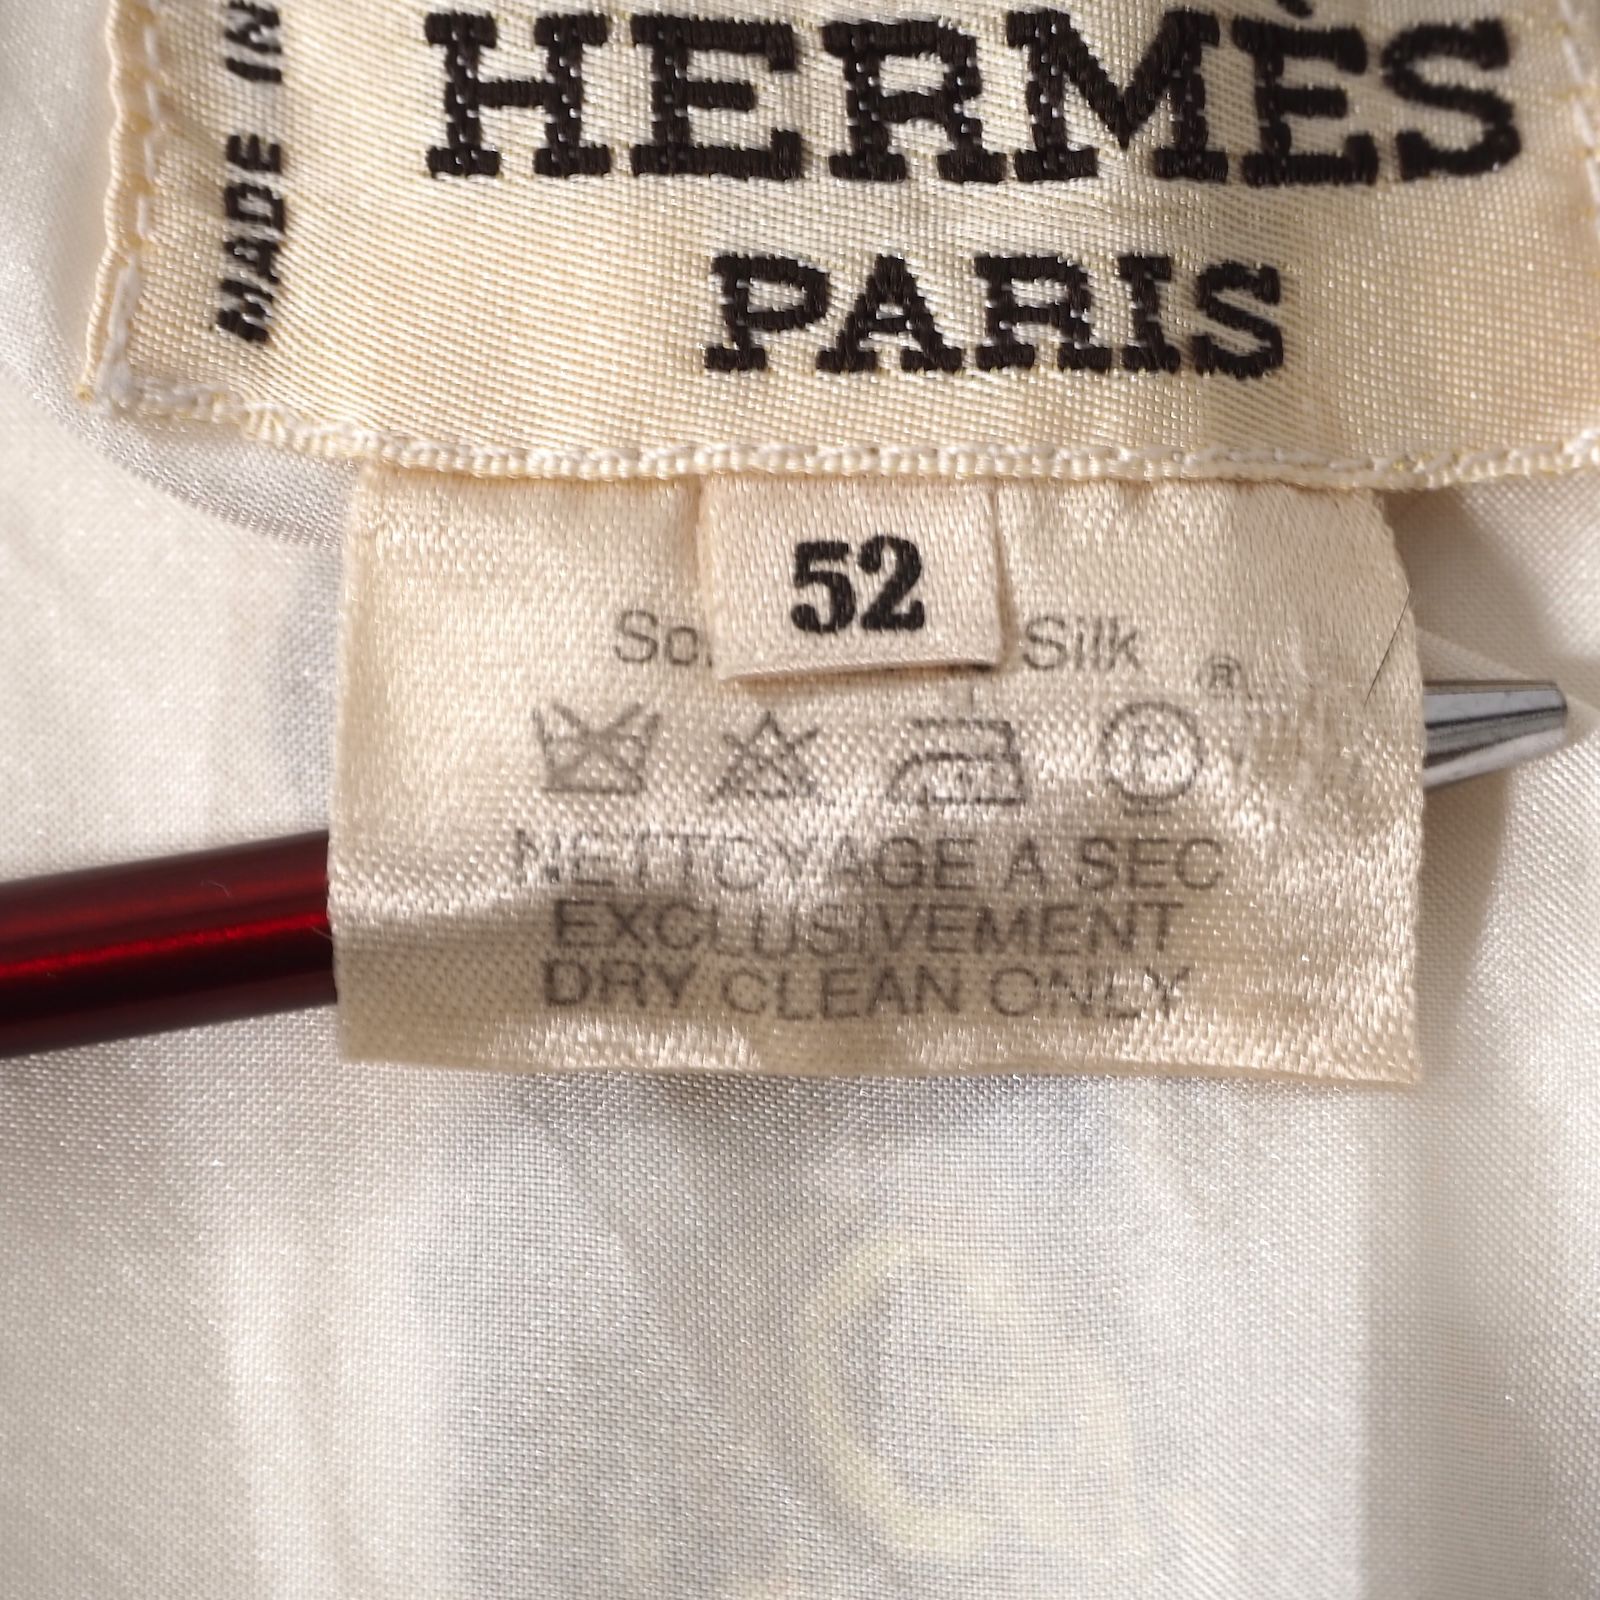 MADE IN
HERMÈS
PARIS
52
Silk
®
P
NETTOYAGE A SEC
EXCLUSIVEMENT
DRY CLEAN ONLY